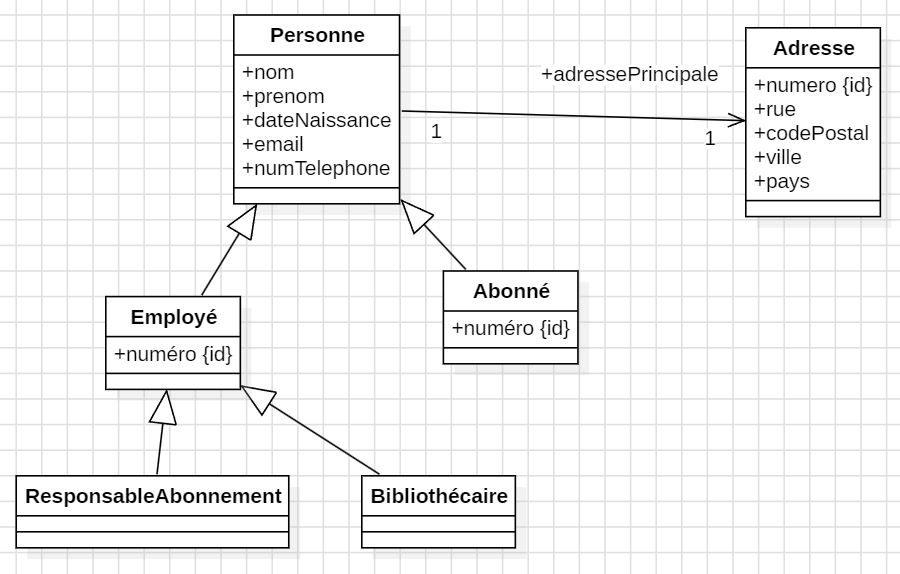 Personne
+nom
+prenom
+dateNaissance
+email
+numTelephone
+adressePrincipale
1
1
Adresse
+numero {id}
+rue
+codePostal
+ville
+pays
Employé
+numéro {id}
Abonné
+numéro {id}
ResponsableAbonnement
Bibliothécaire